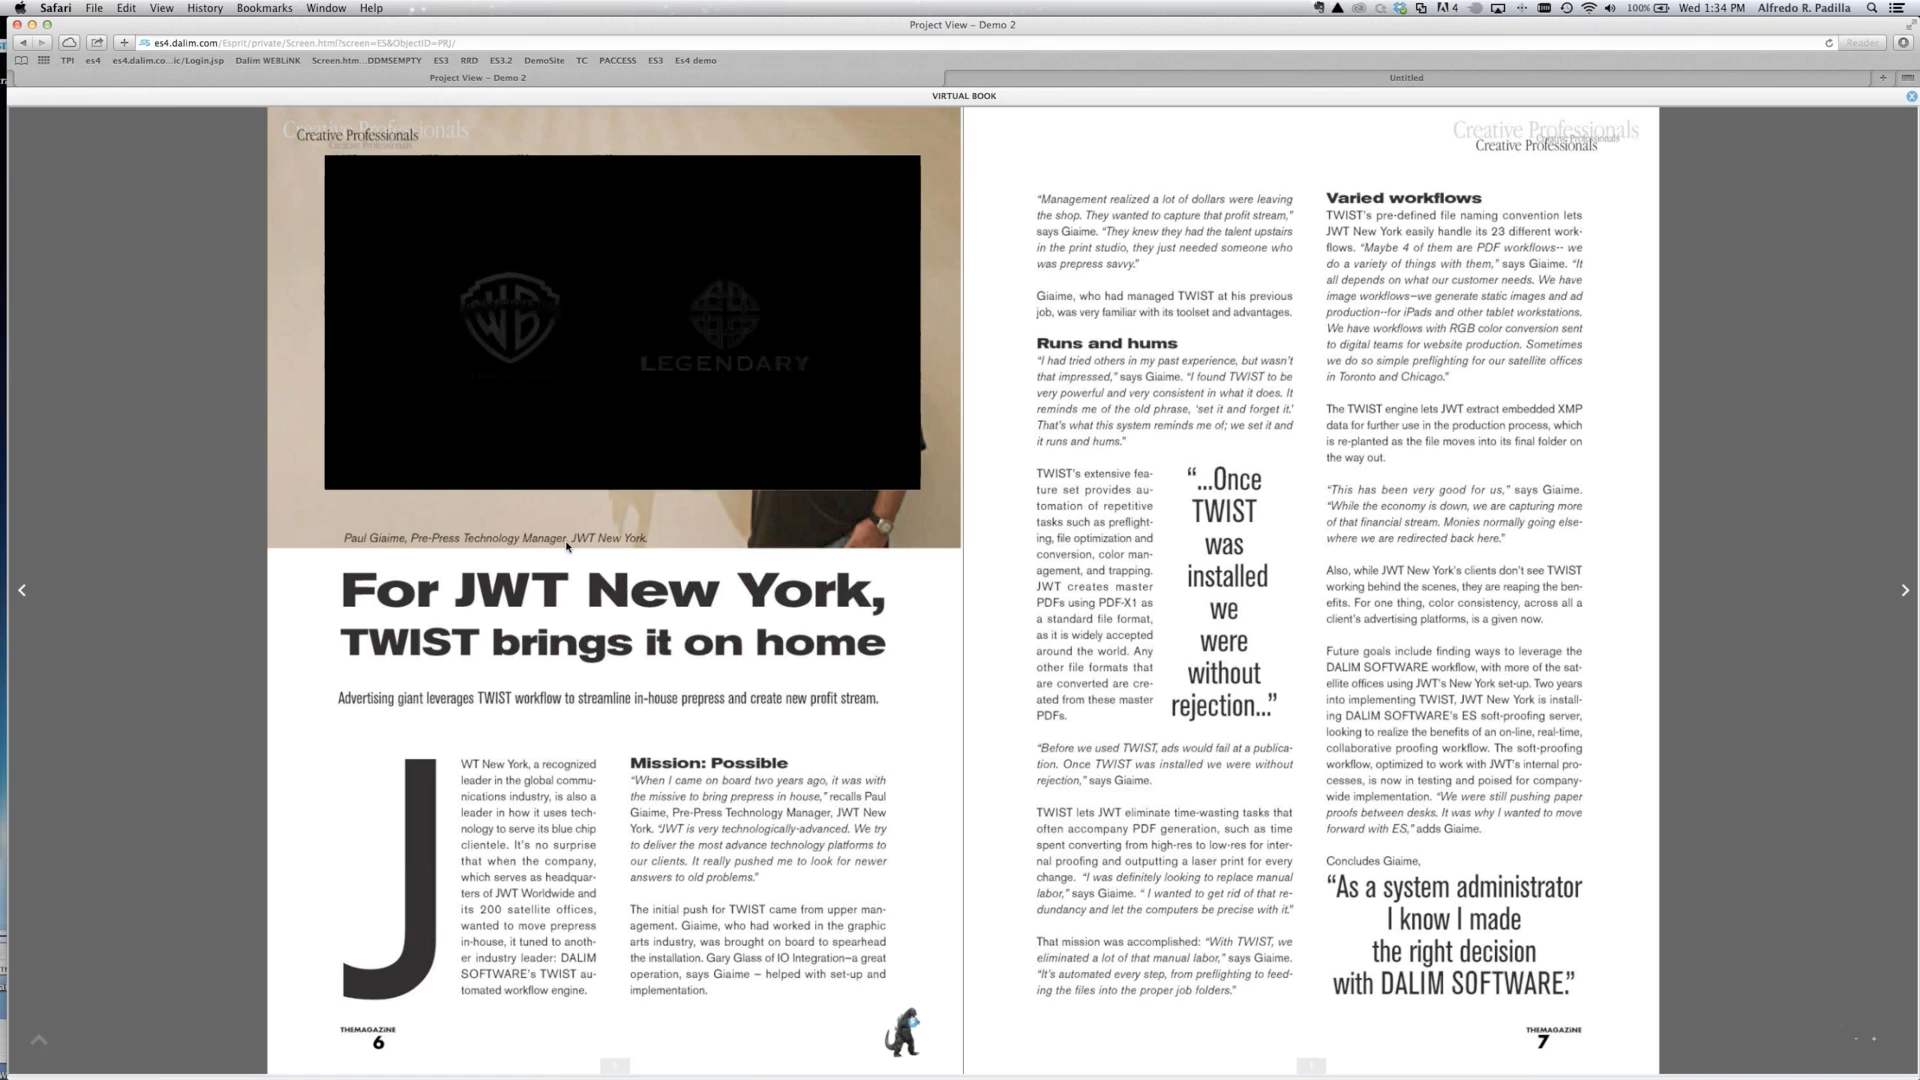 Safari File Edit View History Bookmarks Window Help
4 100% Wed 1:34 PM Alfredo R. Padilla
Project View – Demo 2
es4.dalim.com/Esprit/private/Screen.html?screen=ES&ObjectID=PRJ/
Reader
TPI es4 es4.dalim.co...ic/Login.jsp Dalim WEBLiNK Screen.htm...DDMSEMPTY ES3 RRD ES3.2 DemoSite TC PACCESS ES3 Es4 demo
Project View – Demo 2 Untitled
VIRTUAL BOOK
Creative Professionals
Creative Professionals
Creative Professionals
WB
LEGENDARY
Paul Giaime, Pre-Press Technology Manager, JWT New York.
For JWT New York,
TWIST brings it on home
Advertising giant leverages TWIST workflow to streamline in-house prepress and create new profit stream.
J
WT New York, a recognized
leader in the global commu-
nications industry, is also a
leader in how it uses tech-
nology to serve its blue chip
clientele. It's no surprise
that when the company,
which serves as headquar-
ters of JWT Worldwide and
its 200 satellite offices,
wanted to move prepress
in-house, it tuned to anoth-
er industry leader: DALIM
SOFTWARE's TWIST au-
tomated workflow engine.
Mission: Possible
“When I came on board two years ago, it was with
the missive to bring prepress in house,” recalls Paul
Giaime, Pre-Press Technology Manager, JWT New
York. “JWT is very technologically-advanced. We try
to deliver the most advance technology platforms to
our clients. It really pushed me to look for newer
answers to old problems.”
The initial push for TWIST came from upper man-
agement. Giaime, who had worked in the graphic
arts industry, was brought on board to spearhead
the installation. Gary Glass of IO Integration–a great
operation, says Giaime – helped with set-up and
implementation.
THEMAGAZiNE
6
Creative Professionals
Creative Professionals
Creative Professionals
“Management realized a lot of dollars were leaving
the shop. They wanted to capture that profit stream,”
says Giaime. “They knew they had the talent upstairs
in the print studio, they just needed someone who
was prepress savvy.”
Giaime, who had managed TWIST at his previous
job, was very familiar with its toolset and advantages.
Runs and hums
“I had tried others in my past experience, but wasn't
that impressed,” says Giaime. “I found TWIST to be
very powerful and very consistent in what it does. It
reminds me of the old phrase, ‘set it and forget it.’
That's what this system reminds me of; we set it and
it runs and hums.”
TWIST's extensive fea-
ture set provides au-
tomation of repetitive
tasks such as preflight-
ing, file optimization and
conversion, color man-
agement, and trapping.
JWT creates master
PDFs using PDF-X1 as
a standard file format,
as it is widely accepted
around the world. Any
other file formats that
are converted are cre-
ated from these master
PDFs.
“...Once
TWIST
was
installed
we
were
without
rejection...”
“Before we used TWIST, ads would fail at a publica-
tion. Once TWIST was installed we were without
rejection,” says Giaime.
TWIST lets JWT eliminate time-wasting tasks that
often accompany PDF generation, such as time
spent converting from high-res to low-res for inter-
nal proofing and outputting a laser print for every
change. “I was definitely looking to replace manual
labor,” says Giaime. “ I wanted to get rid of that re-
dundancy and let the computers be precise with it.”
That mission was accomplished: “With TWIST, we
eliminated a lot of that manual labor,” says Giaime.
“It's automated every step, from preflighting to feed-
ing the files into the proper job folders.”
Varied workflows
TWIST's pre-defined file naming convention lets
JWT New York easily handle its 23 different work-
flows. “Maybe 4 of them are PDF workflows-- we
do a variety of things with them,” says Giaime. “It
all depends on what our customer needs. We have
image workflows—we generate static images and ad
production--for iPads and other tablet workstations.
We have workflows with RGB color conversion sent
to digital teams for website production. Sometimes
we do so simple preflighting for our satellite offices
in Toronto and Chicago.”
The TWIST engine lets JWT extract embedded XMP
data for further use in the production process, which
is re-planted as the file moves into its final folder on
the way out.
“This has been very good for us,” says Giaime.
“While the economy is down, we are capturing more
of that financial stream. Monies normally going else-
where we are redirected back here.”
Also, while JWT New York's clients don't see TWIST
working behind the scenes, they are reaping the ben-
efits. For one thing, color consistency, across all a
client's advertising platforms, is a given now.
Future goals include finding ways to leverage the
DALIM SOFTWARE workflow, with more of the sat-
ellite offices using JWT's New York set-up. Two years
into implementing TWIST, JWT New York is install-
ing DALIM SOFTWARE's ES soft-proofing server,
looking to realize the benefits of an on-line, real-time,
collaborative proofing workflow. The soft-proofing
workflow, optimized to work with JWT's internal pro-
cesses, is now in testing and poised for company-
wide implementation. “We were still pushing paper
proofs between desks. It was why I wanted to move
forward with ES,” adds Giaime.
Concludes Giaime,
“As a system administrator
I know I made
the right decision
with DALIM SOFTWARE.”
THEMAGAZiNE
7